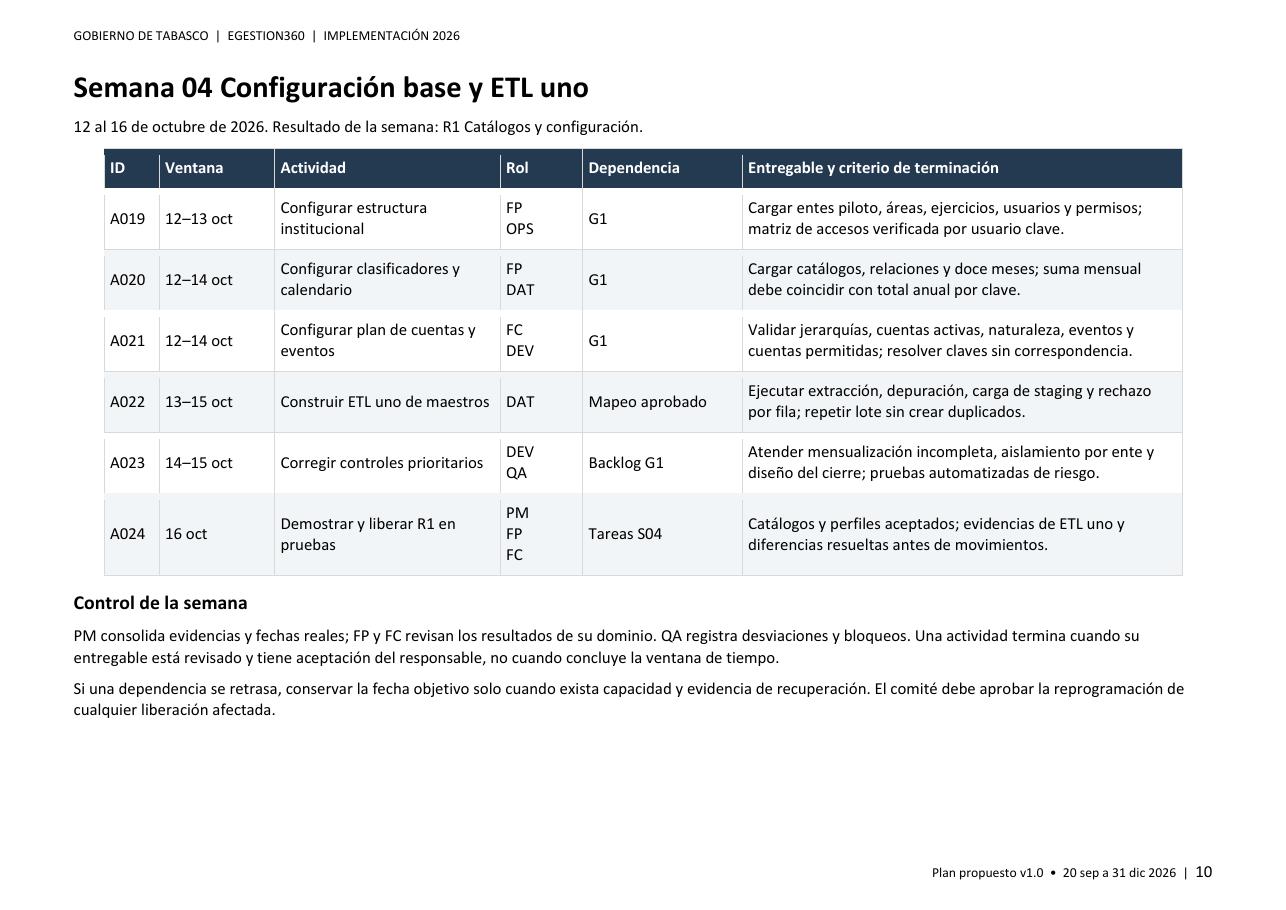 GOBIERNO DE TABASCO | EGESTION360 | IMPLEMENTACIÓN 2026
Semana 04 Configuración base y ETL uno
12 al 16 de octubre de 2026. Resultado de la semana: R1 Catálogos y configuración.
ID Ventana Actividad Rol Dependencia Entregable y criterio de terminación
A019 12–13 oct Configurar estructura institucional FP OPS G1 Cargar entes piloto, áreas, ejercicios, usuarios y permisos; matriz de accesos verificada por usuario clave.
A020 12–14 oct Configurar clasificadores y calendario FP DAT G1 Cargar catálogos, relaciones y doce meses; suma mensual debe coincidir con total anual por clave.
A021 12–14 oct Configurar plan de cuentas y eventos FC DEV G1 Validar jerarquías, cuentas activas, naturaleza, eventos y cuentas permitidas; resolver claves sin correspondencia.
A022 13–15 oct Construir ETL uno de maestros DAT Mapeo aprobado Ejecutar extracción, depuración, carga de staging y rechazo por fila; repetir lote sin crear duplicados.
A023 14–15 oct Corregir controles prioritarios DEV QA Backlog G1 Atender mensualización incompleta, aislamiento por ente y diseño del cierre; pruebas automatizadas de riesgo.
A024 16 oct Demostrar y liberar R1 en pruebas PM FP FC Tareas S04 Catálogos y perfiles aceptados; evidencias de ETL uno y diferencias resueltas antes de movimientos.
Control de la semana
PM consolida evidencias y fechas reales; FP y FC revisan los resultados de su dominio. QA registra desviaciones y bloqueos. Una actividad termina cuando su
entregable está revisado y tiene aceptación del responsable, no cuando concluye la ventana de tiempo.
Si una dependencia se retrasa, conservar la fecha objetivo solo cuando exista capacidad y evidencia de recuperación. El comité debe aprobar la reprogramación de
cualquier liberación afectada.
Plan propuesto v1.0 • 20 sep a 31 dic 2026 | 10